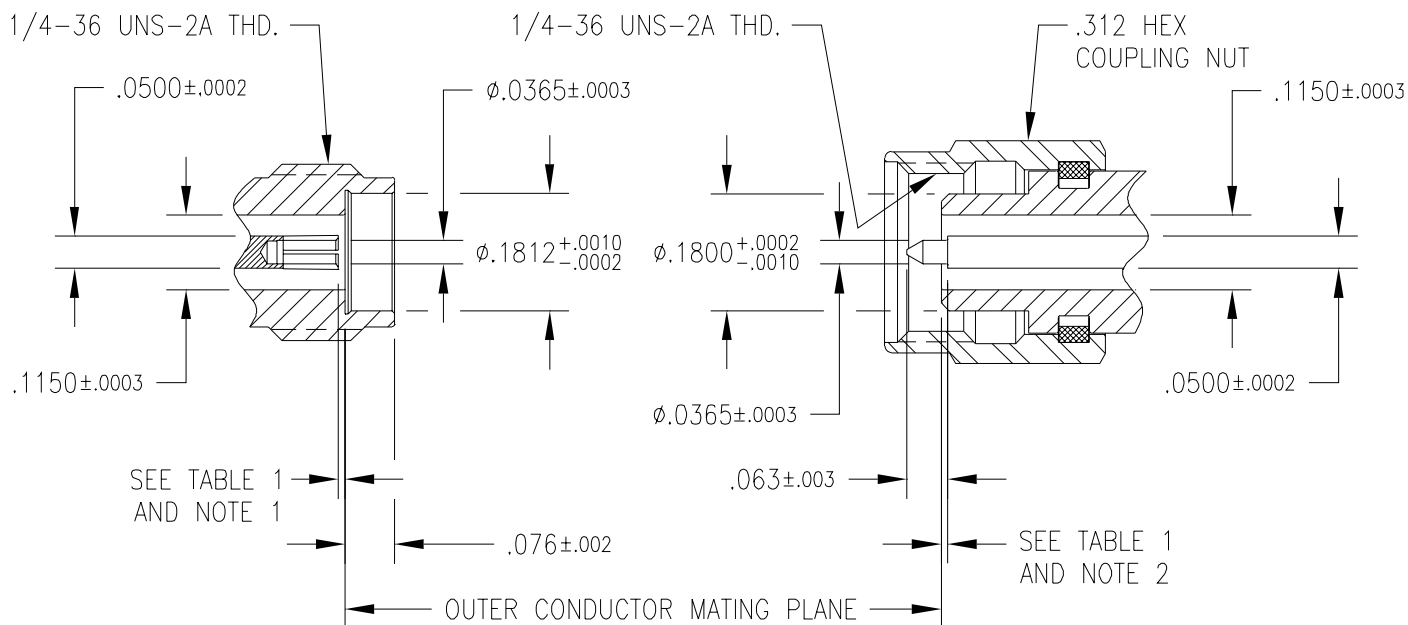 1/4-36 UNS-2A THD.
1/4-36 UNS-2A THD.
.312 HEX
COUPLING NUT
.0500±.0002
ø.0365±.0003
.1150±.0003
ø.1812 +.0010
-.0002
ø.1800 +.0002
-.0010
.1150±.0003
.0500±.0002
ø.0365±.0003
.063±.003
SEE TABLE 1
AND NOTE 1
.076±.002
SEE TABLE 1
AND NOTE 2
OUTER CONDUCTOR MATING PLANE